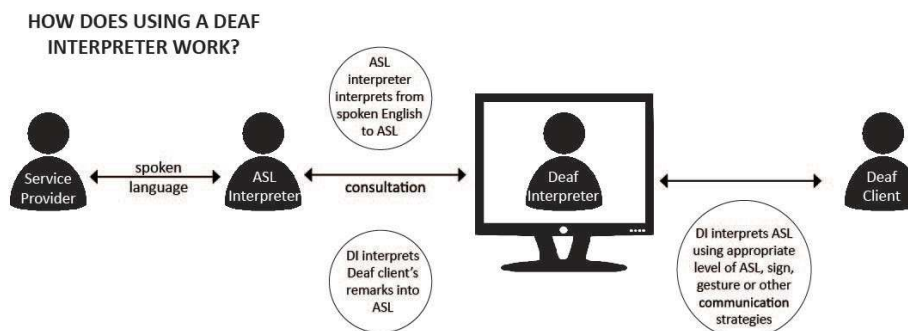 HOW DOES USING A DEAF
INTERPRETER WORK?
ASL
interpreter
interprets from
spoken English
to ASL
Service
Provider
spoken
language
ASL
Interpreter
consultation
Deaf
Interpreter
Deaf
Client
DI interprets
Deaf client's
remarks into
ASL
DI interprets ASL
using appropriate
level of ASL, sign,
gesture or other
communication
strategies